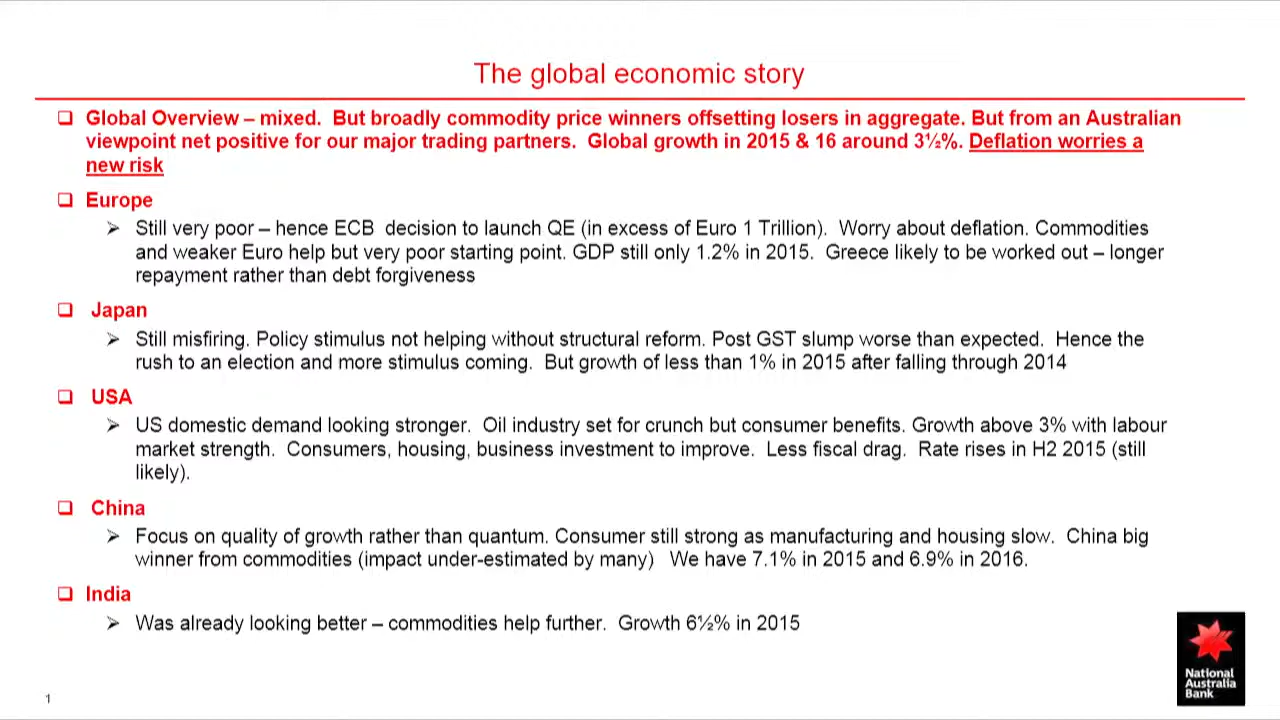 The global economic story
Global Overview – mixed. But broadly commodity price winners offsetting losers in aggregate. But from an Australian
viewpoint net positive for our major trading partners. Global growth in 2015 & 16 around 3½%. Deflation worries a
new risk
Europe
Still very poor – hence ECB decision to launch QE (in excess of Euro 1 Trillion). Worry about deflation. Commodities
and weaker Euro help but very poor starting point. GDP still only 1.2% in 2015. Greece likely to be worked out – longer
repayment rather than debt forgiveness
Japan
Still misfiring. Policy stimulus not helping without structural reform. Post GST slump worse than expected. Hence the
rush to an election and more stimulus coming. But growth of less than 1% in 2015 after falling through 2014
USA
US domestic demand looking stronger. Oil industry set for crunch but consumer benefits. Growth above 3% with labour
market strength. Consumers, housing, business investment to improve. Less fiscal drag. Rate rises in H2 2015 (still
likely).
China
Focus on quality of growth rather than quantum. Consumer still strong as manufacturing and housing slow. China big
winner from commodities (impact under-estimated by many) We have 7.1% in 2015 and 6.9% in 2016.
India
Was already looking better – commodities help further. Growth 6½% in 2015
National
Australia
Bank
1